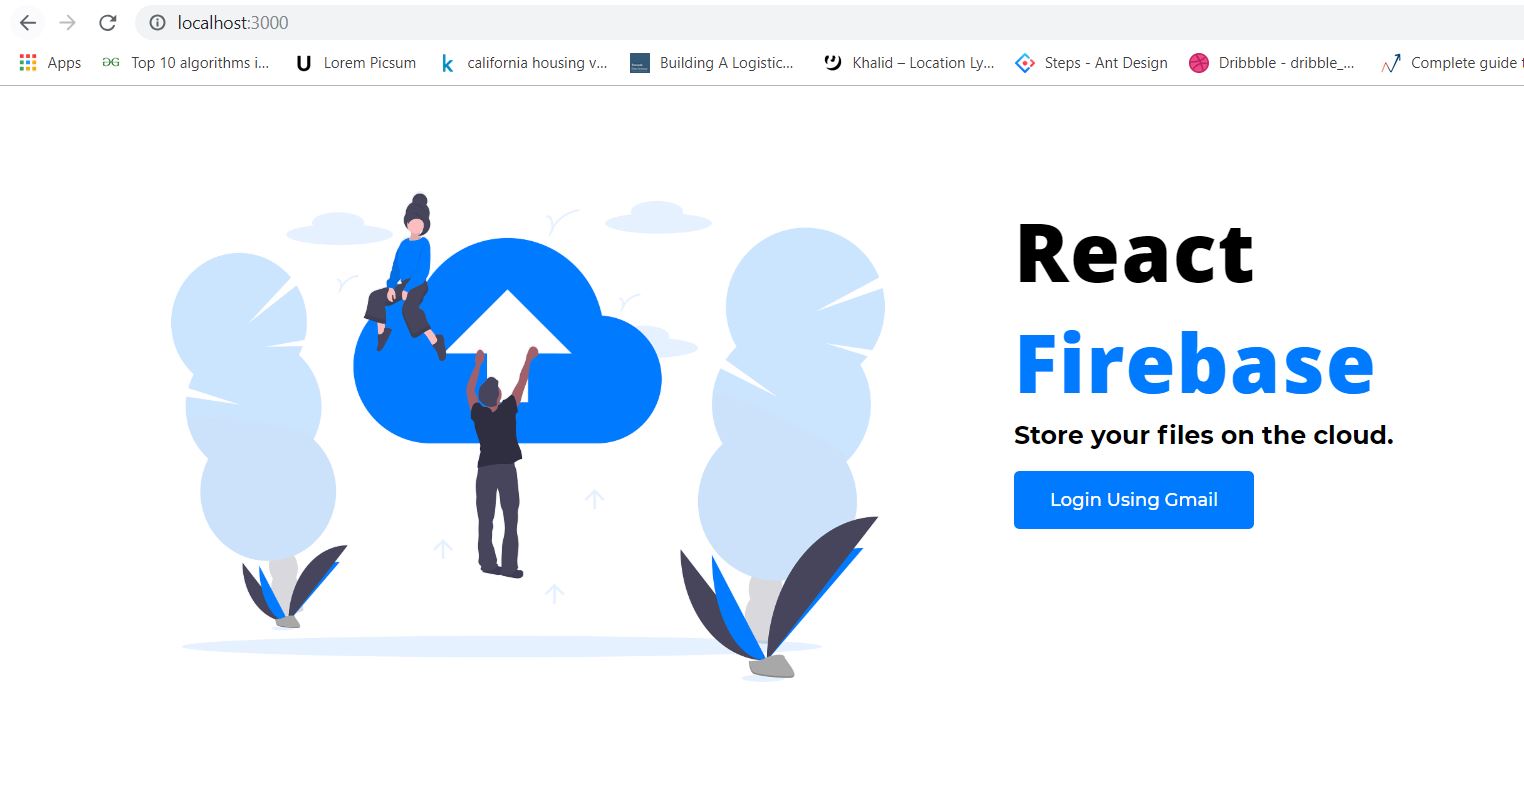 localhost:3000
Apps Top 10 algorithms i... Lorem Picsum california housing v... Building A Logistic... Khalid – Location Ly... Steps - Ant Design Dribbble - dribble_... Complete guide
React
Firebase
Store your files on the cloud.
Login Using Gmail